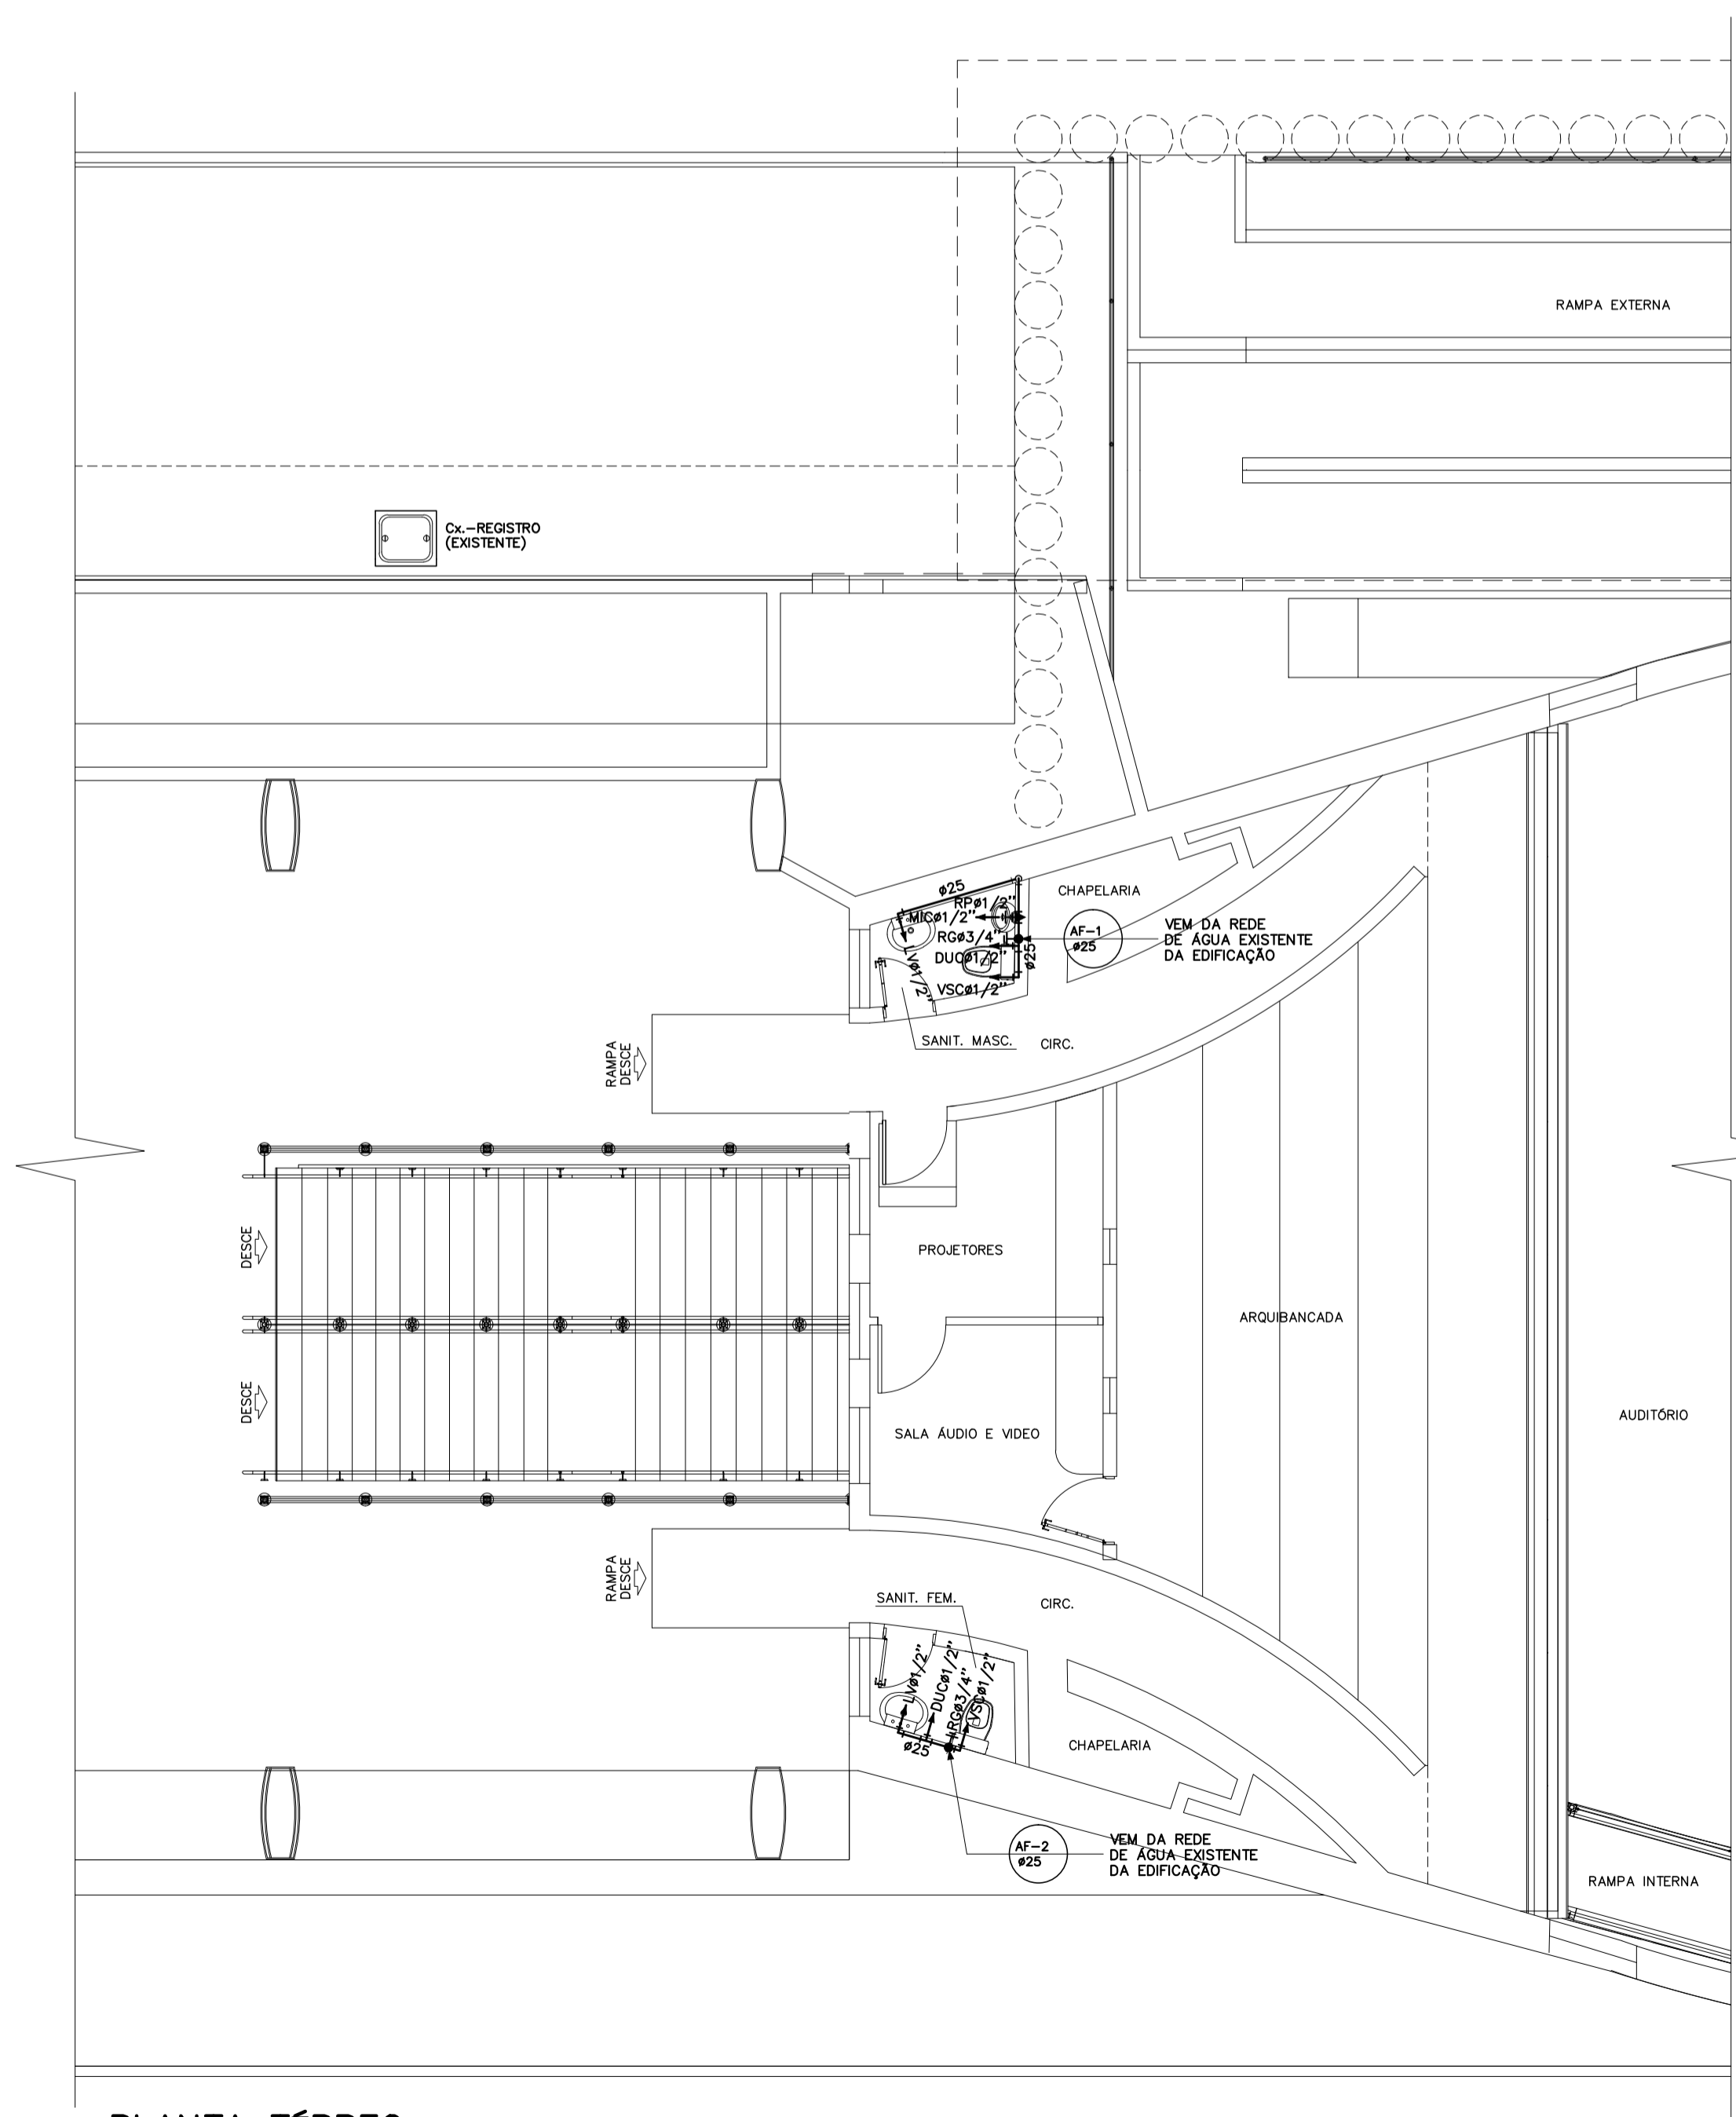 RAMPA EXTERNA
Cx.-REGISTRO
(EXISTENTE)
ø25
CHAPELARIA
RPø1/2"
MICø1/2"
RGø3/4"
DUCø1/2"
VSCø1/2"
LVø1/2"
ø25
AF-1
ø25
VEM DA REDE
DE ÁGUA EXISTENTE
DA EDIFICAÇÃO
SANIT. MASC.
CIRC.
RAMPA
DESCE
DESCE
PROJETORES
ARQUIBANCADA
DESCE
AUDITÓRIO
SALA ÁUDIO E VIDEO
RAMPA
DESCE
SANIT. FEM.
CIRC.
LVø1/2"
DUCø1/2"
RGø3/4"
VSCø1/2"
ø25
CHAPELARIA
AF-2
ø25
VEM DA REDE
DE ÁGUA EXISTENTE
DA EDIFICAÇÃO
RAMPA INTERNA
PLANTA TÉRREO